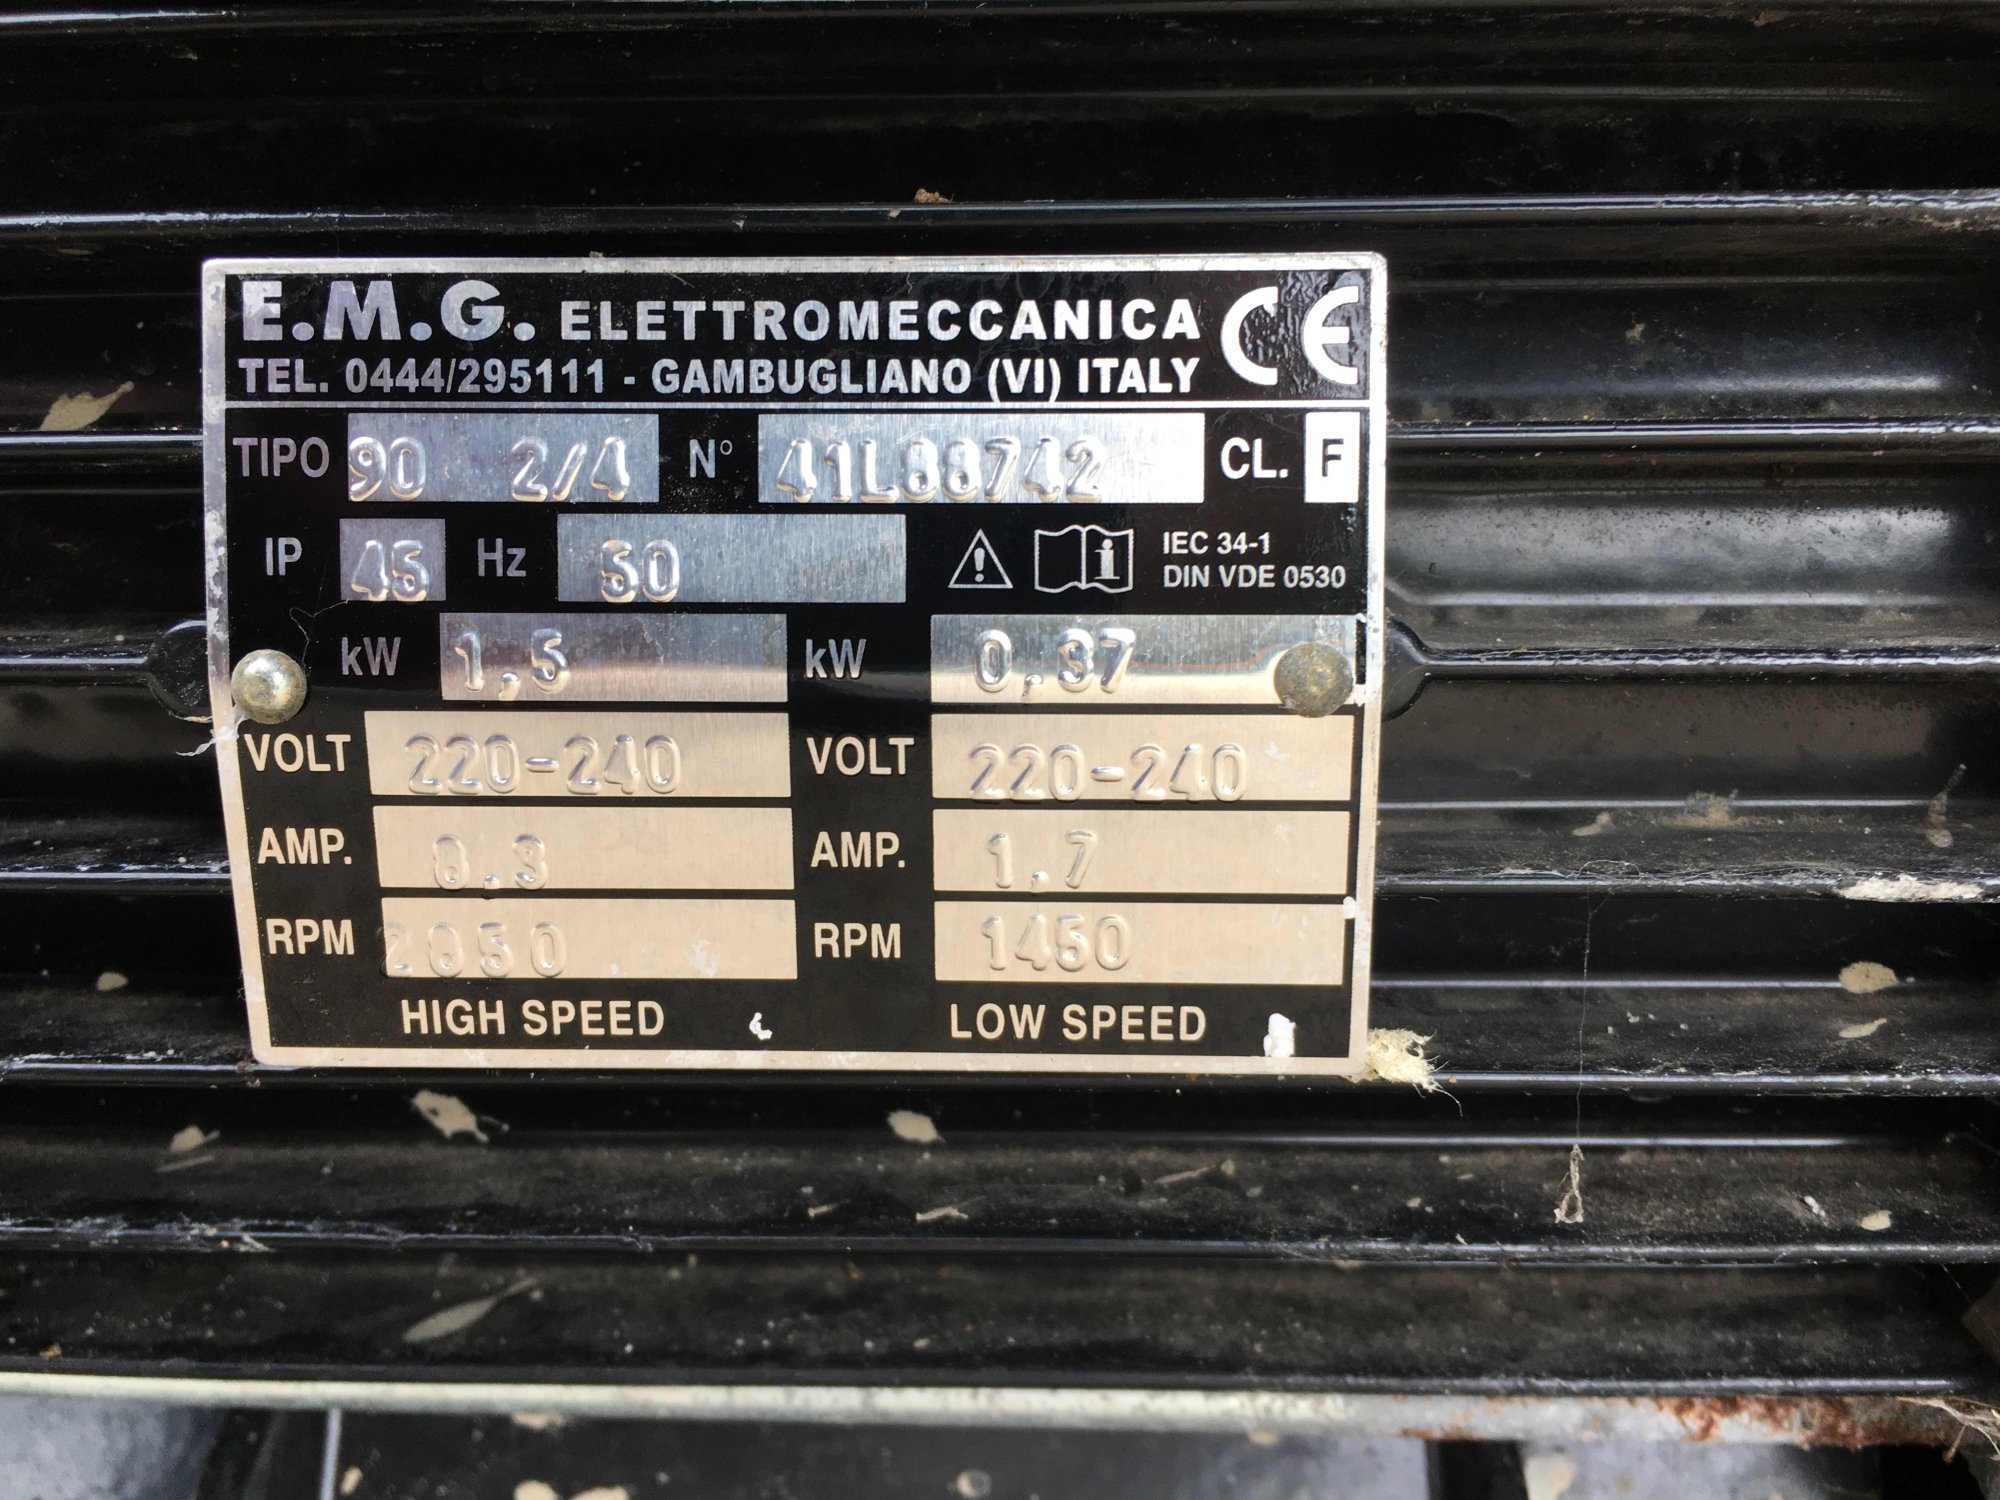 E.M.G. ELETTROMECCANICA CE
TEL. 0444/295111 - GAMBUGLIANO (VI) ITALY
TIPO 90 2/4 N° 41L88742 CL. F
IP 45 Hz 50 IEC 34-1
DIN VDE 0530
kW 1,5 kW 0,37
VOLT 220-240 VOLT 220-240
AMP. 8,3 AMP. 1,7
RPM 2850 RPM 1450
HIGH SPEED LOW SPEED